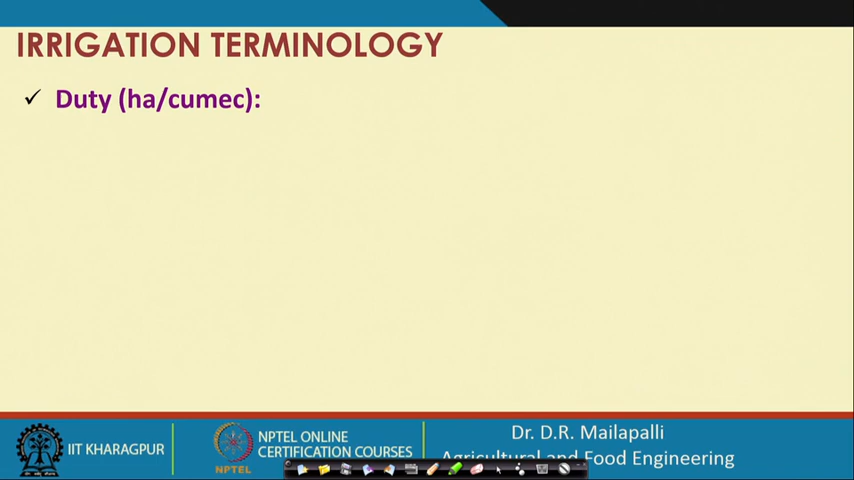 IRRIGATION TERMINOLOGY
✓ Duty (ha/cumec):
IIT KHARAGPUR
NPTEL
NPTEL ONLINE
CERTIFICATION COURSES
Dr. D.R. Mailapalli
Agricultural and Food Engineering